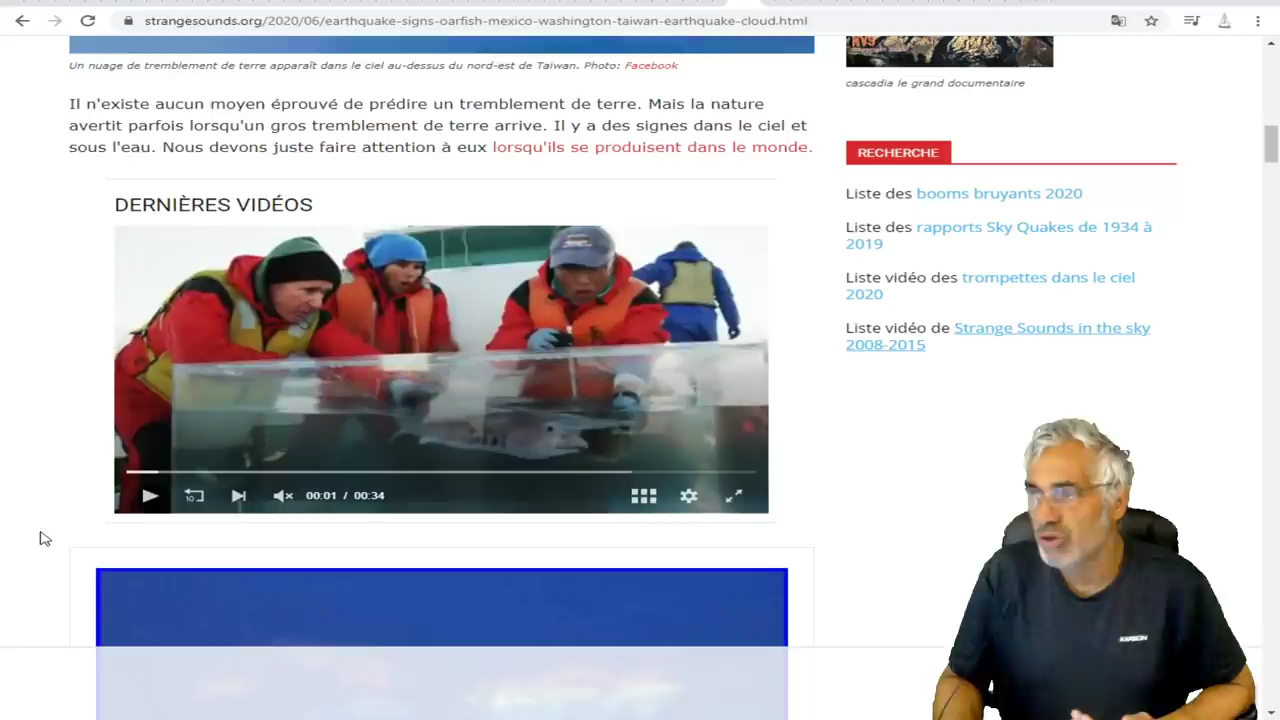 strangesounds.org/2020/06/earthquake-signs-oarfish-mexico-washington-taiwan-earthquake-cloud.html
Un nuage de tremblement de terre apparaît dans le ciel au-dessus du nord-est de Taiwan. Photo: Facebook
Il n'existe aucun moyen éprouvé de prédire un tremblement de terre. Mais la nature
avertit parfois lorsqu'un gros tremblement de terre arrive. Il y a des signes dans le ciel et
sous l'eau. Nous devons juste faire attention à eux lorsqu'ils se produisent dans le monde.
DERNIÈRES VIDÉOS
10
00:01 / 00:34
cascadia le grand documentaire
RECHERCHE
Liste des booms bruyants 2020
Liste des rapports Sky Quakes de 1934 à
2019
Liste vidéo des trompettes dans le ciel
2020
Liste vidéo de Strange Sounds in the sky
2008-2015
KARBON